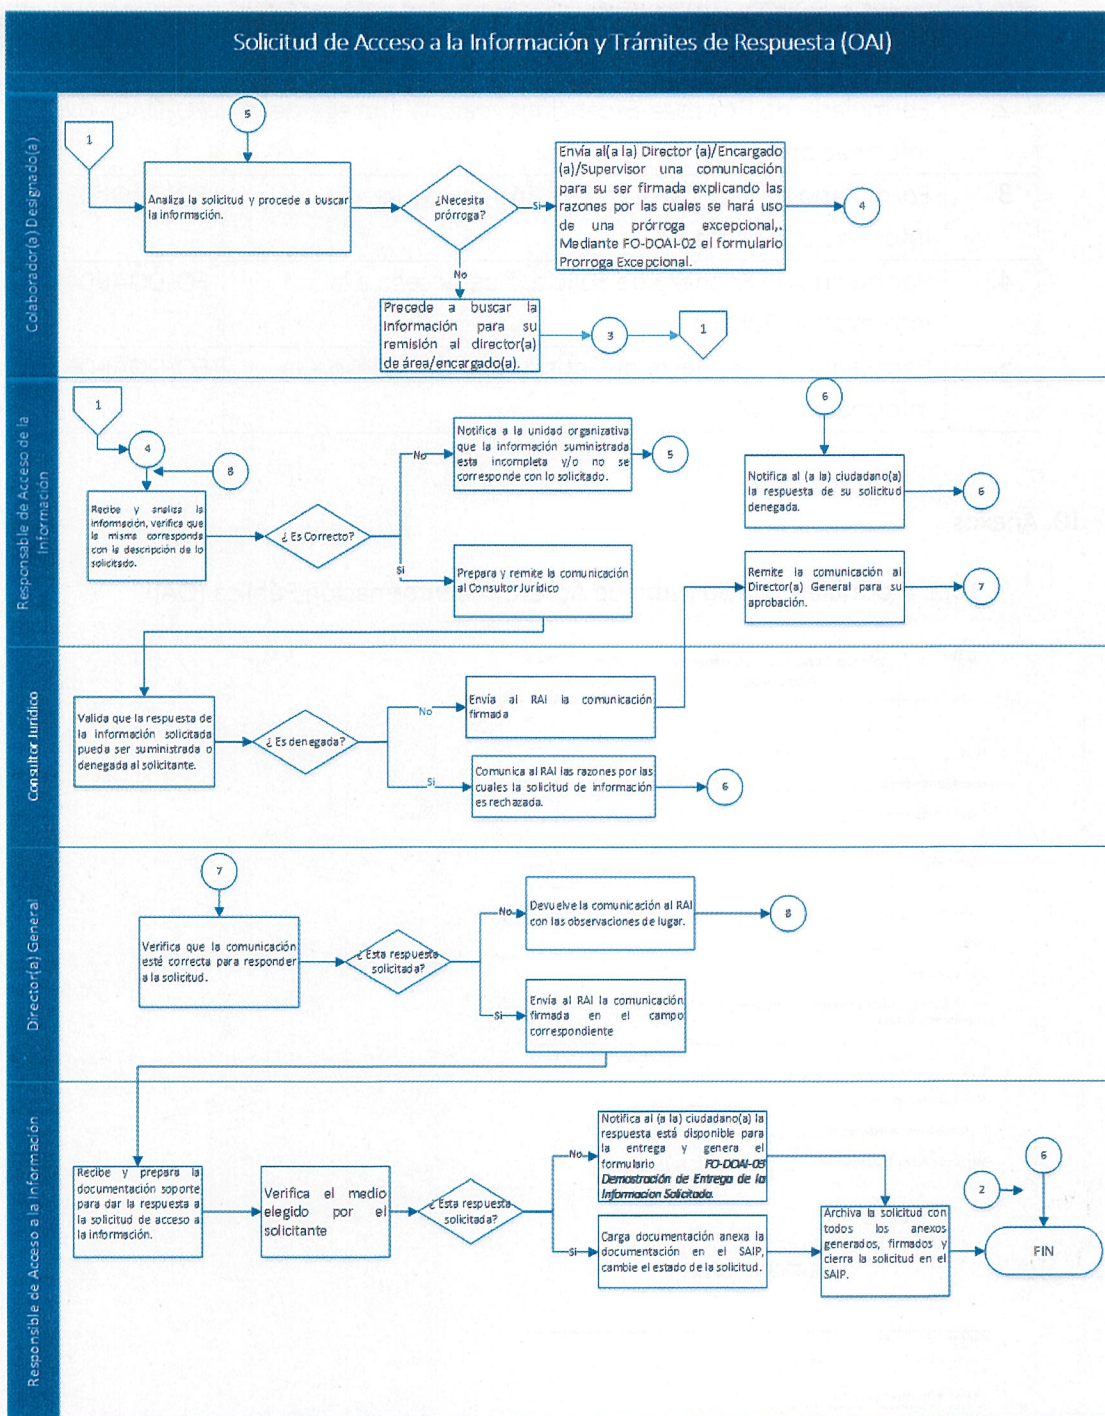 Solicitud de Acceso a la Información y Trámites de Respuesta (OAI)
Colaborador(a) Designado(a)
1
5
Analiza la solicitud y procede a buscar
la información.
¿Necesita
prórroga?
Si
Envía al(a la) Director (a)/Encargado
(a)/Supervisor una comunicación
para su ser firmada explicando las
razones por las cuales se hará uso
de una prórroga excepcional,.
Mediante FO-DOAI-02 el formulario
Prorroga Excepcional.
4
No
Precede a buscar la
información para su
remisión al director(a)
de área/encargado(a).
3
1
Responsable de Acceso de la
Información
1
4
8
Recibe y analiza la
información, verifica que
la misma corresponda
con la descripción de lo
solicitado.
¿ Es Correcto?
No
Notifica a la unidad organizativa
que la información suministrada
esta incompleta y/o no se
corresponde con lo solicitado.
5
Si
Prepara y remite la comunicación
al Consultor Jurídico
6
Notifica al (a la) ciudadano(a)
la respuesta de su solicitud
denegada.
6
Remite la comunicación al
Director(a) General para su
aprobación.
7
Consultor Jurídico
Valida que la respuesta de
la información solicitada
pueda ser suministrada o
denegada al solicitante.
¿ Es denegada?
No
Envía al RAI la comunicación
firmada
Si
Comunica al RAI las razones por las
cuales la solicitud de información
es rechazada.
6
Director(a) General
7
Verifica que la comunicación
esté correcta para responder
a la solicitud.
¿ Esta respuesta
solicitada?
No
Devuelve la comunicación al RAI
con las observaciones de lugar.
8
Si
Envía al RAI la comunicación
firmada en el campo
correspondiente
Responsible de Acceso a la Información
Recibe y prepara la
documentación soporte
para dar la respuesta a
la solicitud de acceso a
la información.
Verifica el medio
elegido por el
solicitante
¿ Esta respuesta
solicitada?
No
Notifica al (a la) ciudadano(a) la
respuesta está disponible para
la entrega y genera el
formulario FO-DOAI-03
Demostración de Entrega de la
Informacion Solicitada.
Si
Carga documentación anexa la
documentación en el SAIP,
cambie el estado de la solicitud.
Archiva la solicitud con
todos los anexos
generados, firmados y
cierra la solicitud en el
SAIP.
2
6
FIN